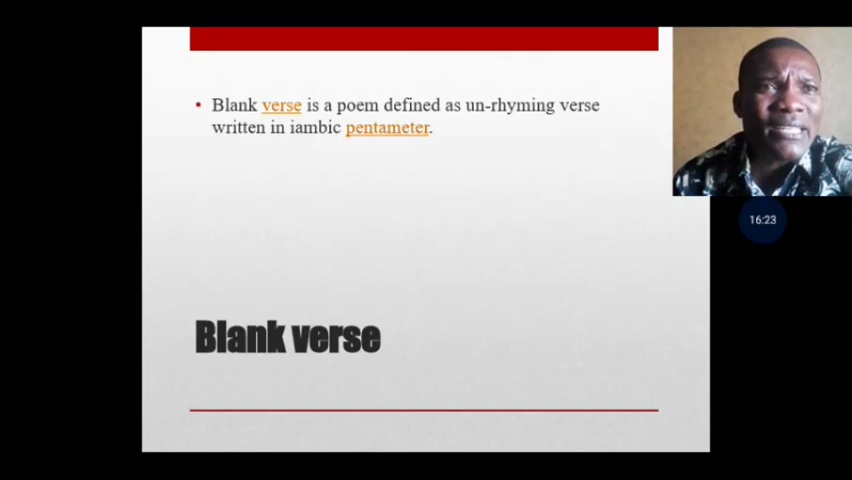 Blank verse is a poem defined as un-rhyming verse
written in iambic pentameter.
16:23
Blank verse